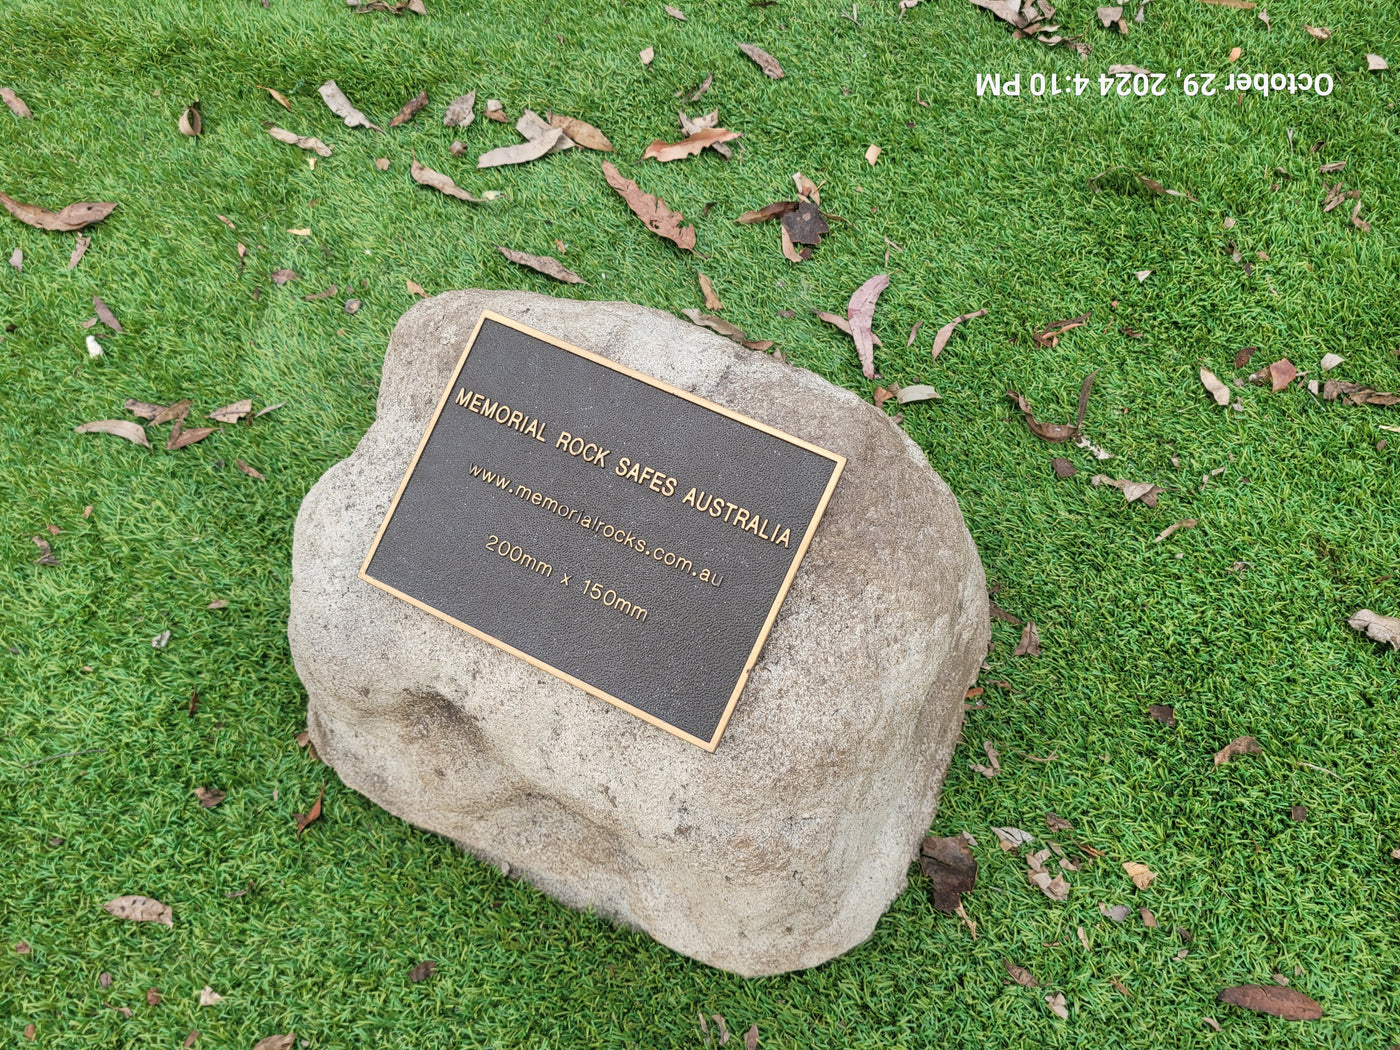 October 29, 2024 4:10 PM
MEMORIAL ROCK SAFES AUSTRALIA
www.memorialrocks.com.au
200mm x 150mm